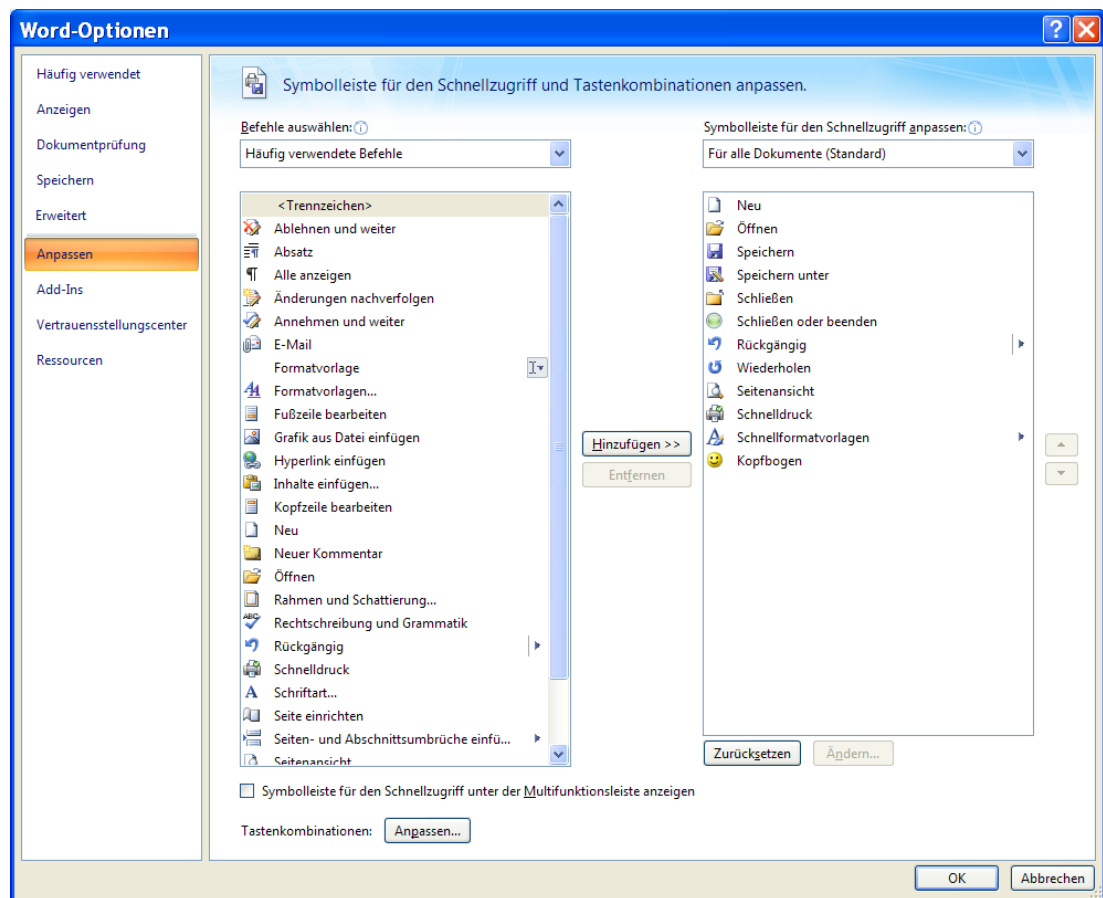 Word-Optionen
Häufig verwendet
Anzeigen
Dokumentprüfung
Speichern
Erweitert
Anpassen
Add-Ins
Vertrauensstellungscenter
Ressourcen
Symbolleiste für den Schnellzugriff und Tastenkombinationen anpassen.
Befehle auswählen:
Häufig verwendete Befehle
<Trennzeichen>
Ablehnen und weiter
Absatz
Alle anzeigen
Änderungen nachverfolgen
Annehmen und weiter
E-Mail
Formatvorlage
Formatvorlagen...
Fußzeile bearbeiten
Grafik aus Datei einfügen
Hyperlink einfügen
Inhalte einfügen...
Kopfzeile bearbeiten
Neu
Neuer Kommentar
Öffnen
Rahmen und Schattierung...
Rechtschreibung und Grammatik
Rückgängig
Schnelldruck
Schriftart...
Seite einrichten
Seiten- und Abschnittsumbrüche einfü...
Seitenansicht
Hinzufügen >>
Entfernen
Symbolleiste für den Schnellzugriff anpassen:
Für alle Dokumente (Standard)
Neu
Öffnen
Speichern
Speichern unter
Schließen
Schließen oder beenden
Rückgängig
Wiederholen
Seitenansicht
Schnelldruck
Schnellformatvorlagen
Kopfbogen
Zurücksetzen
Ändern...
Symbolleiste für den Schnellzugriff unter der Multifunktionsleiste anzeigen
Tastenkombinationen: Anpassen...
OK
Abbrechen